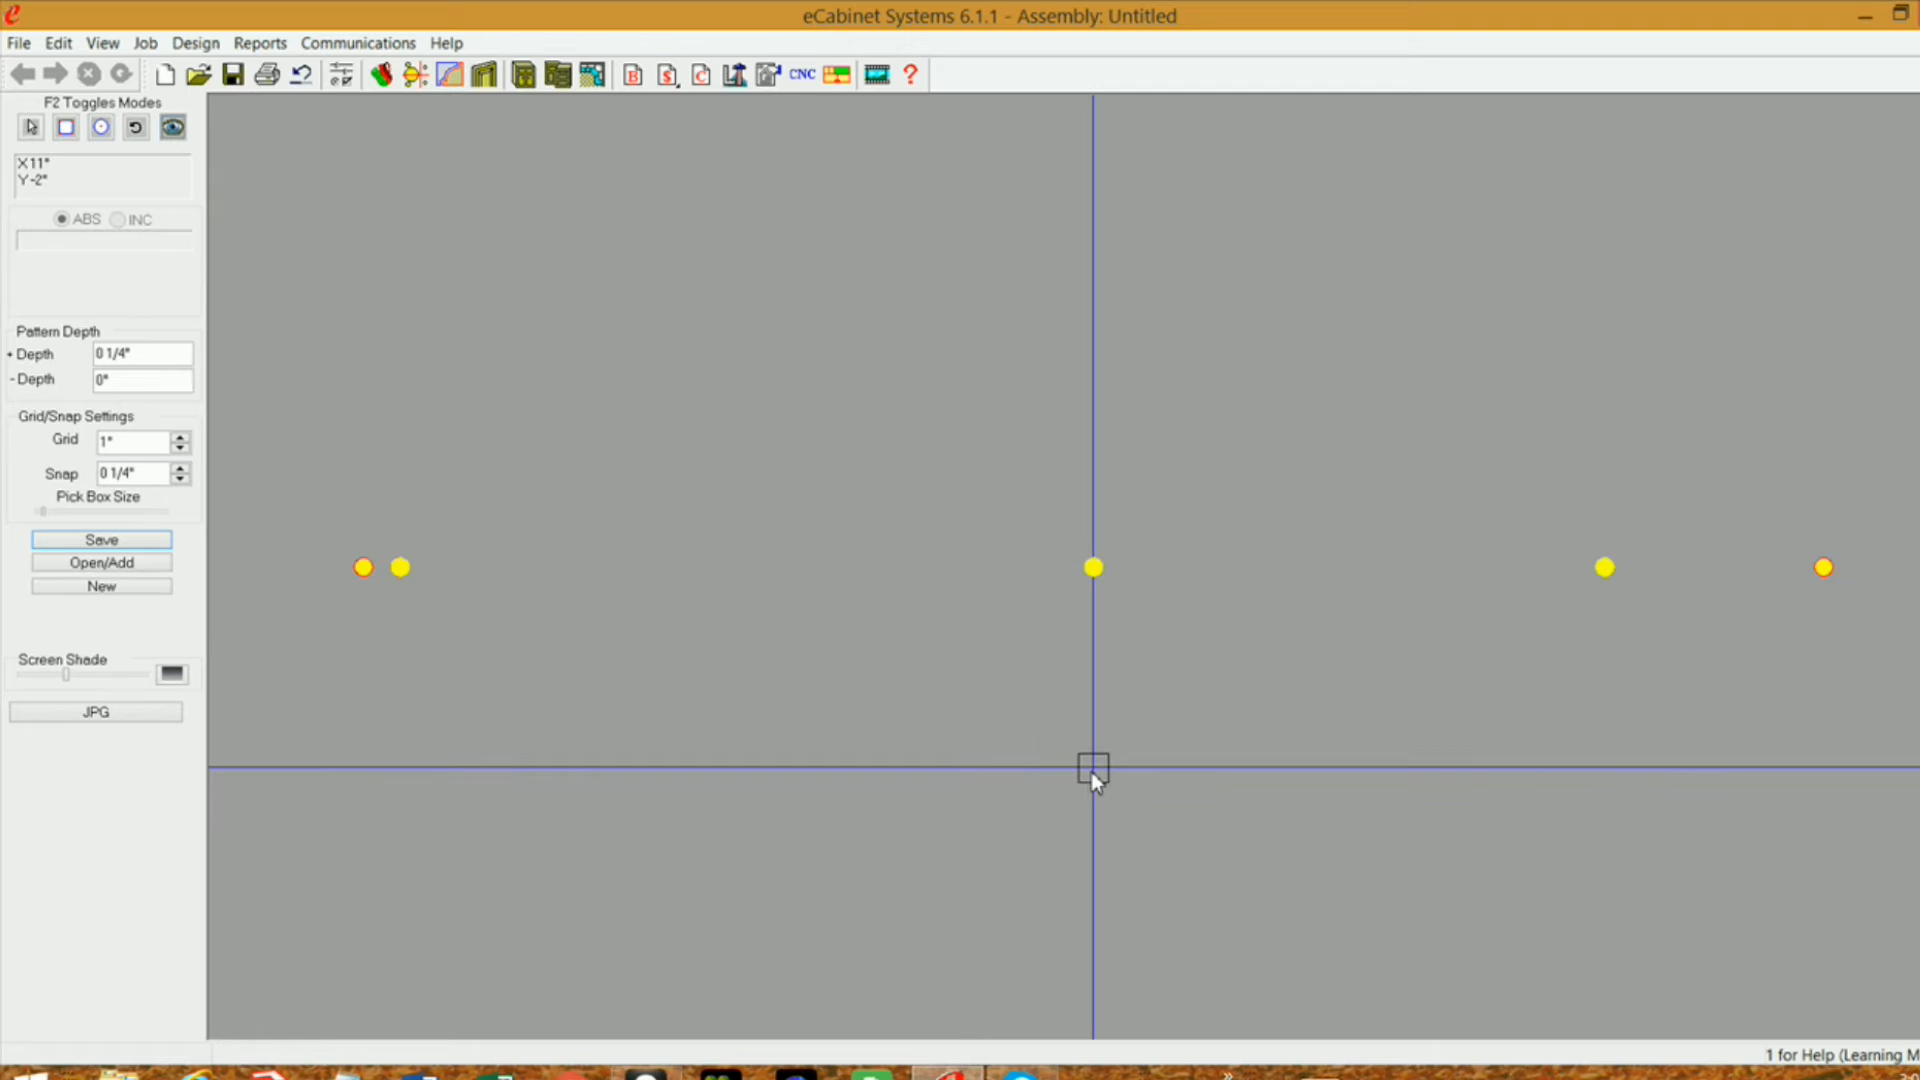 eCabinet Systems 6.1.1 - Assembly: Untitled
File Edit View Job Design Reports Communications Help
B $ C CNC ?
F2 Toggles Modes
X 11"
Y -2"
ABS INC
Pattern Depth
+ Depth 0 1/4"
- Depth 0"
Grid/Snap Settings
Grid 1"
Snap 0 1/4"
Pick Box Size
Save
Open/Add
New
Screen Shade
JPG
1 for Help (Learning M